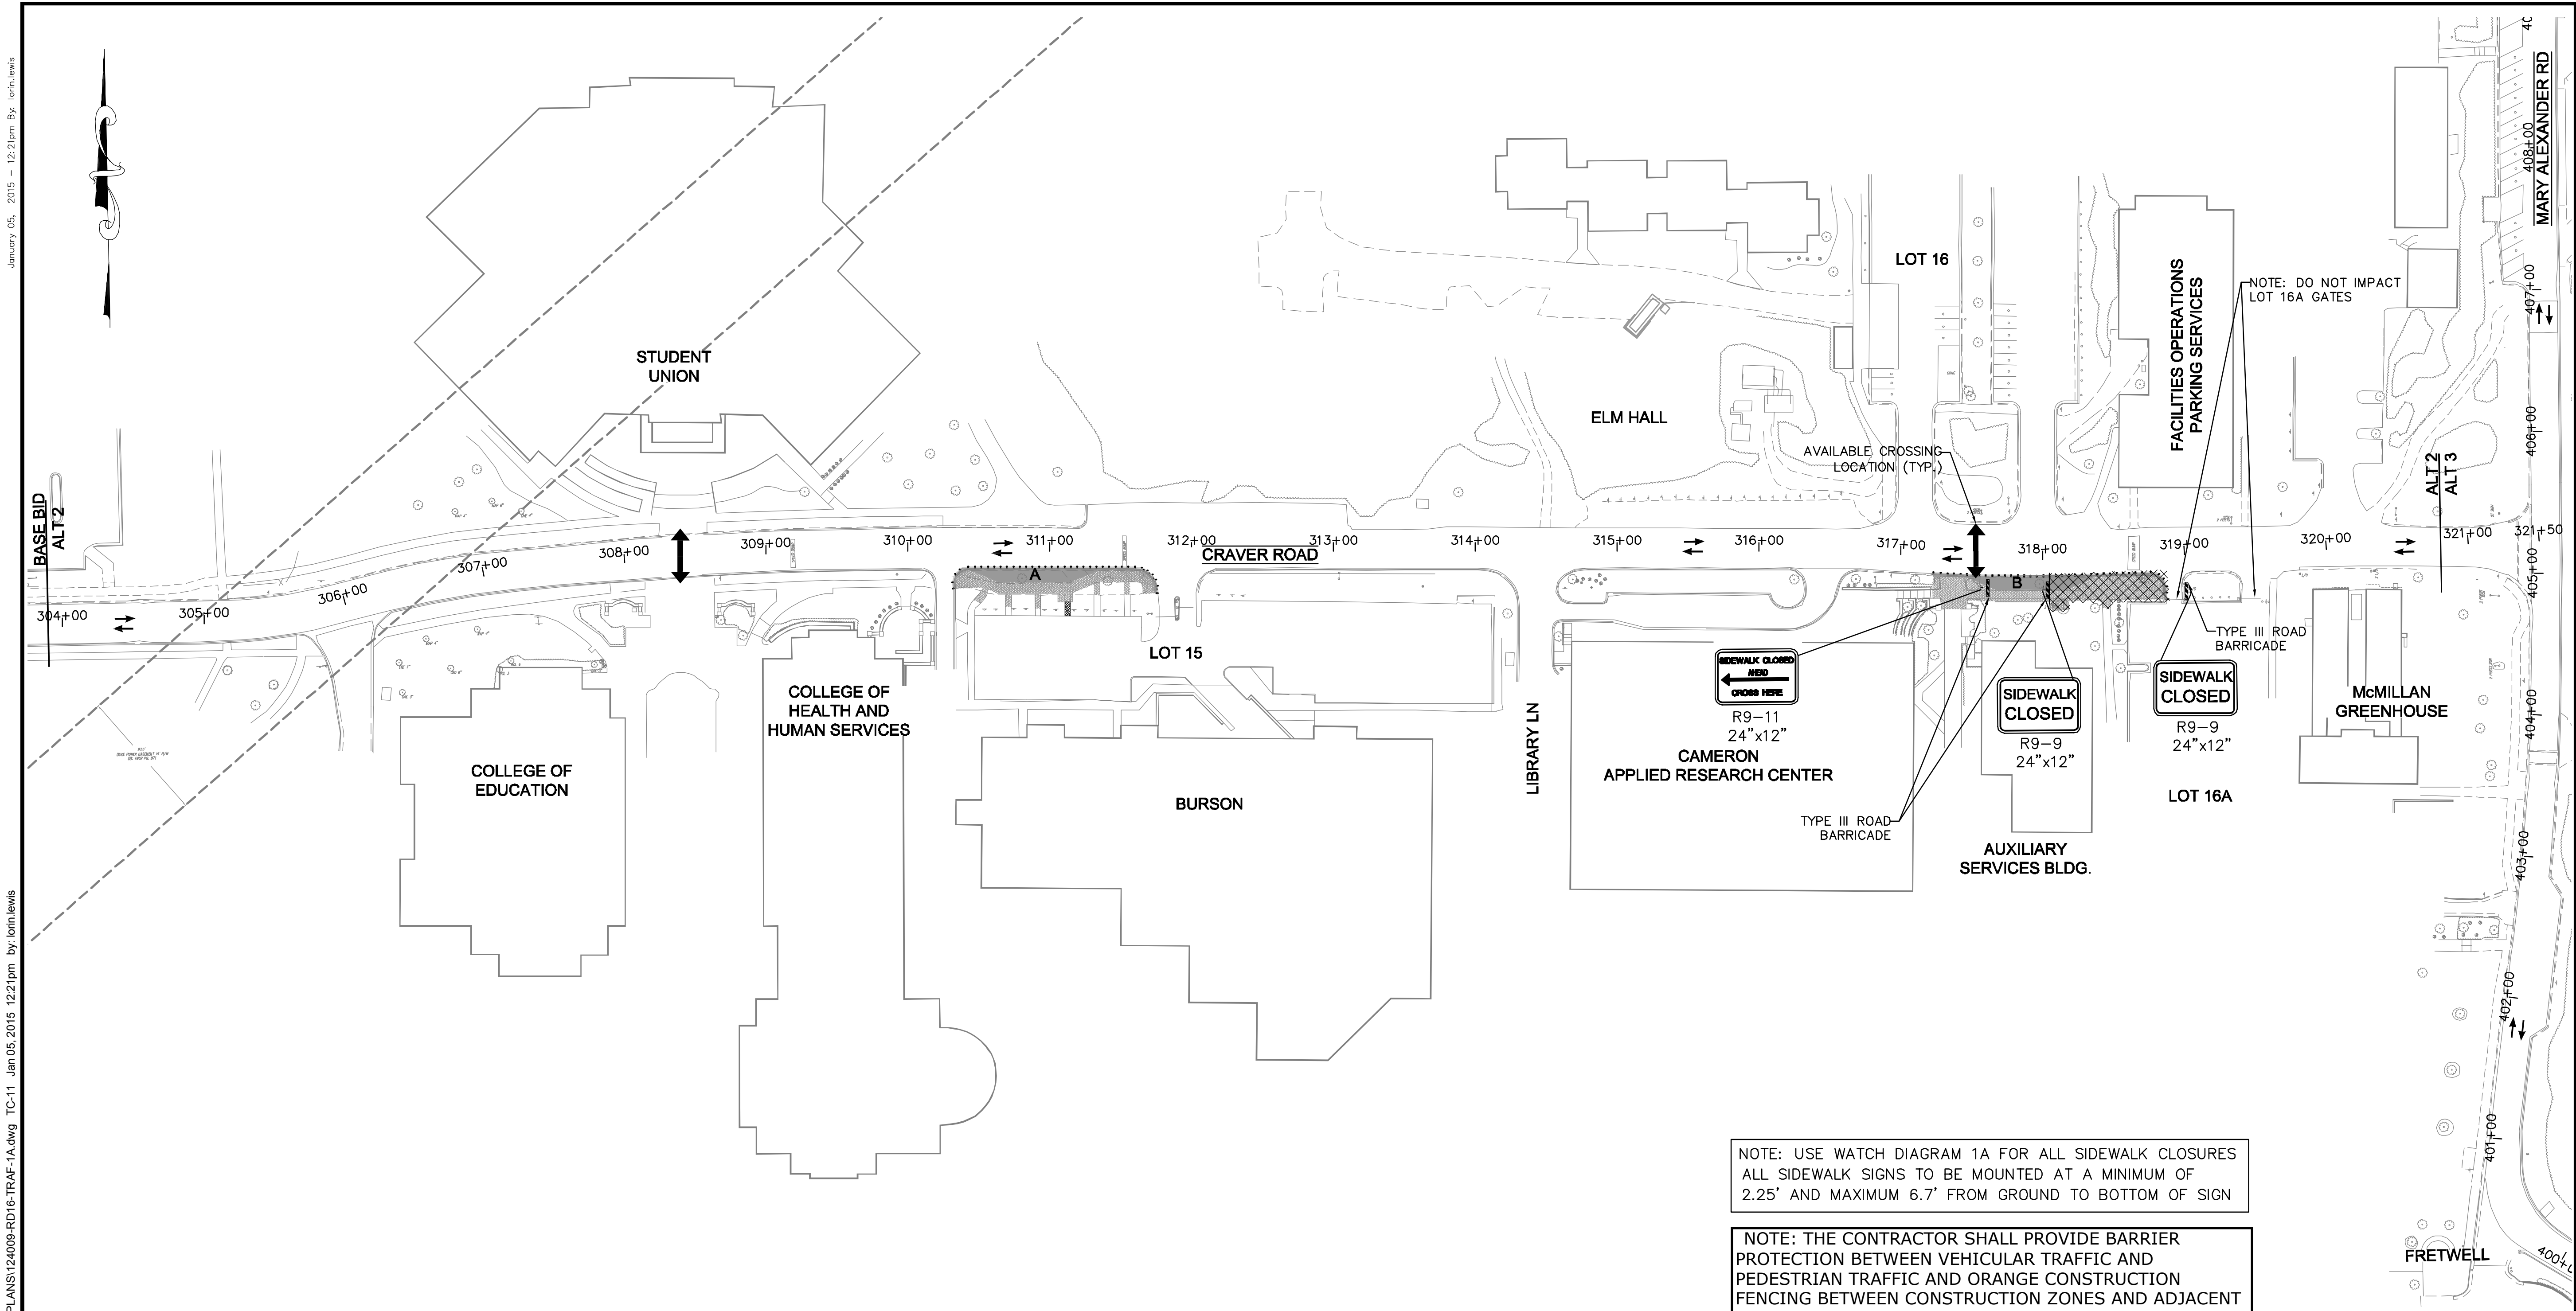 January 05, 2015 - 12:21pm By: lorin.lewis
PLANS\124009-RD16-TRAF-1A.dwg TC-11 Jan 05, 2015 12:21pm by: lorin.lewis
STUDENT
UNION
ELM HALL
LOT 16
FACILITIES OPERATIONS
PARKING SERVICES
NOTE: DO NOT IMPACT
LOT 16A GATES
MARY ALEXANDER RD
408+00
407+00
406+00
405+00
404+00
403+00
402+00
401+00
AVAILABLE CROSSING
LOCATION (TYP.)
ALT 2
ALT 3
BASE BID
ALT 2
304+00
305+00
306+00
307+00
308+00
309+00
310+00
311+00
312+00
313+00
314+00
315+00
316+00
317+00
318+00
319+00
320+00
321+00
321+50
CRAVER ROAD
A
B
LOT 15
TYPE III ROAD
BARRICADE
SIDEWALK CLOSED
AHEAD
CROSS HERE
R9-11
24"x12"
SIDEWALK
CLOSED
R9-9
24"x12"
SIDEWALK
CLOSED
R9-9
24"x12"
McMILLAN
GREENHOUSE
COLLEGE OF
HEALTH AND
HUMAN SERVICES
COLLEGE OF
EDUCATION
BURSON
LIBRARY LN
CAMERON
APPLIED RESEARCH CENTER
LOT 16A
TYPE III ROAD
BARRICADE
AUXILIARY
SERVICES BLDG.
NOTE: USE WATCH DIAGRAM 1A FOR ALL SIDEWALK CLOSURES
ALL SIDEWALK SIGNS TO BE MOUNTED AT A MINIMUM OF
2.25' AND MAXIMUM 6.7' FROM GROUND TO BOTTOM OF SIGN
NOTE: THE CONTRACTOR SHALL PROVIDE BARRIER
PROTECTION BETWEEN VEHICULAR TRAFFIC AND
PEDESTRIAN TRAFFIC AND ORANGE CONSTRUCTION
FENCING BETWEEN CONSTRUCTION ZONES AND ADJACENT
FRETWELL